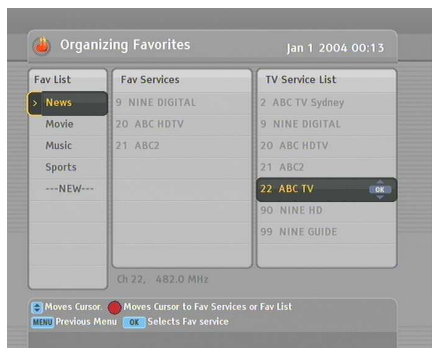 Organizing Favorites
Jan 1 2004 00:13
Fav List
Fav Services
TV Service List
> News
Movie
Music
Sports
---NEW---
9 NINE DIGITAL
20 ABC HDTV
21 ABC2
2 ABC TV Sydney
9 NINE DIGITAL
20 ABC HDTV
21 ABC2
22 ABC TV OK
90 NINE HD
99 NINE GUIDE
Ch 22, 482.0 MHz
Moves Cursor. Moves Cursor to Fav Services or Fav List
MENU Previous Menu OK Selects Fav service